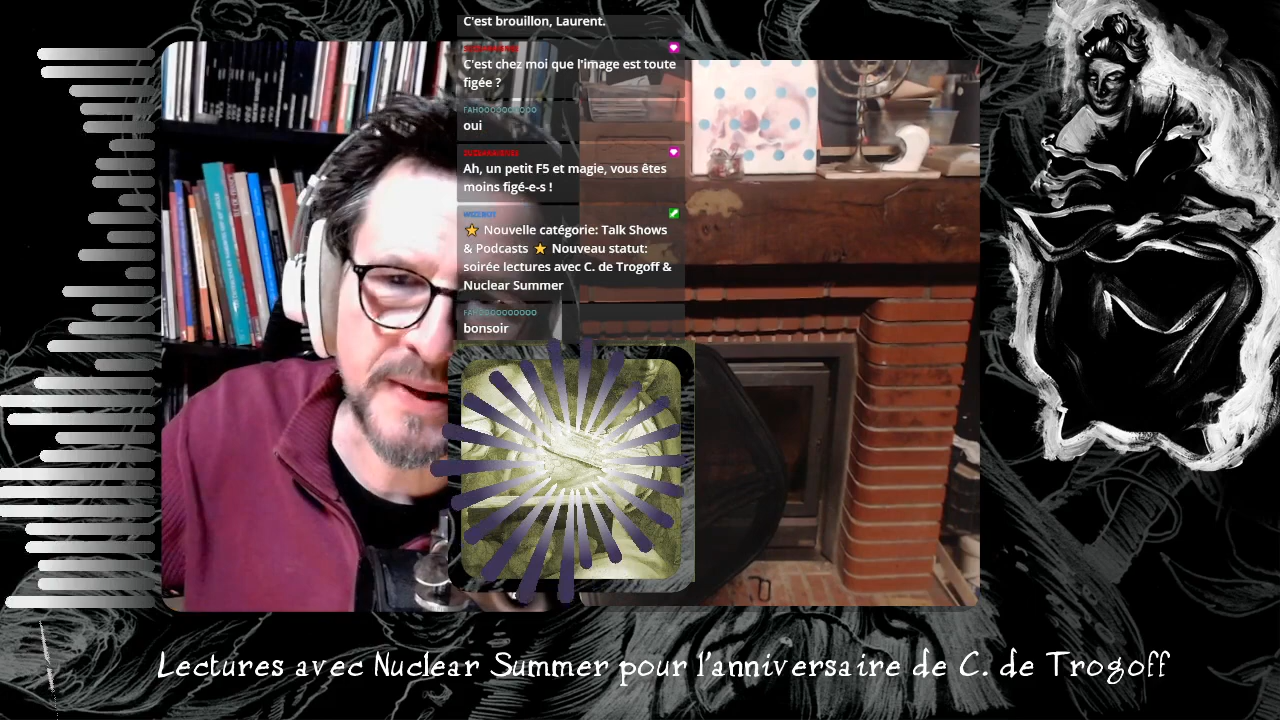 C'est brouillon, Laurent.
C'est chez moi que l'image est toute
figée ?
FAHOOOOOOOOOO
oui
Ah, un petit F5 et magie, vous êtes
moins figé-e-s !
WIZEBOT
⭐ Nouvelle catégorie: Talk Shows
& Podcasts ⭐ Nouveau statut:
soirée lectures avec C. de Trogoff &
Nuclear Summer
FAHOOOOOOOOOO
bonsoir
Lectures avec Nuclear Summer pour l'anniversaire de C. de Trogoff